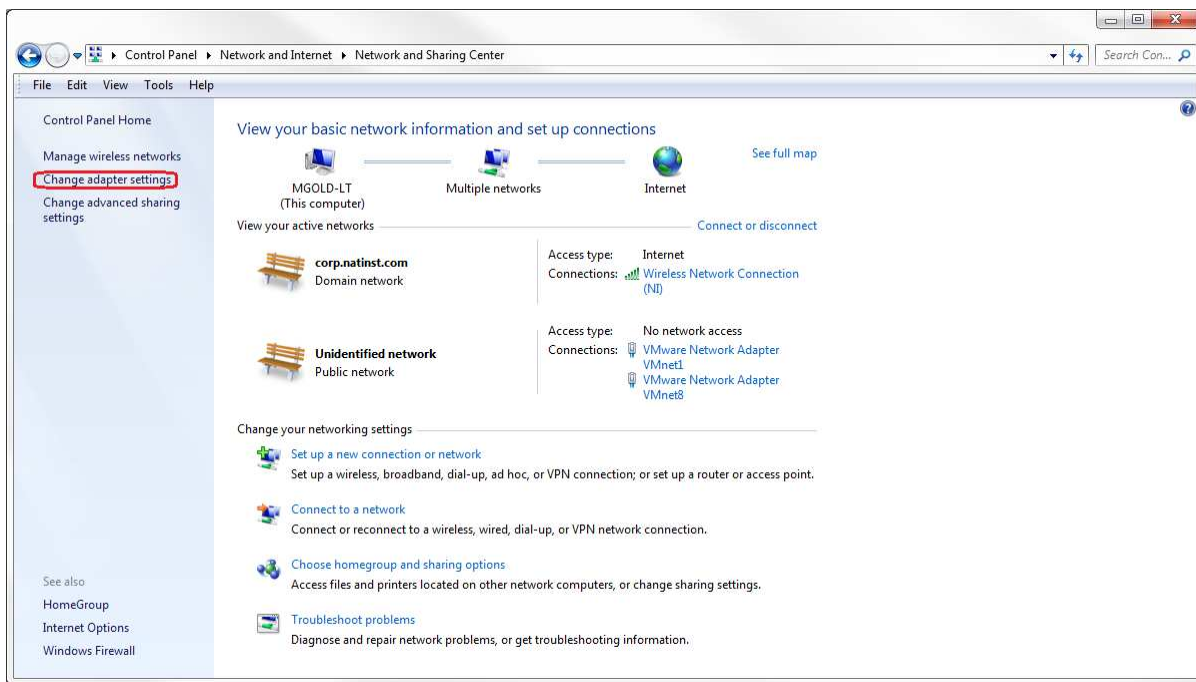 Control Panel ▸ Network and Internet ▸ Network and Sharing Center
Search Con...
File Edit View Tools Help
Control Panel Home
Manage wireless networks
Change adapter settings
Change advanced sharing
settings
See also
HomeGroup
Internet Options
Windows Firewall
View your basic network information and set up connections
See full map
MGOLD-LT
(This computer)
Multiple networks
Internet
View your active networks
Connect or disconnect
corp.natinst.com
Domain network
Access type: Internet
Connections: Wireless Network Connection
(NI)
Unidentified network
Public network
Access type: No network access
Connections: VMware Network Adapter
VMnet1
VMware Network Adapter
VMnet8
Change your networking settings
Set up a new connection or network
Set up a wireless, broadband, dial-up, ad hoc, or VPN connection; or set up a router or access point.
Connect to a network
Connect or reconnect to a wireless, wired, dial-up, or VPN network connection.
Choose homegroup and sharing options
Access files and printers located on other network computers, or change sharing settings.
Troubleshoot problems
Diagnose and repair network problems, or get troubleshooting information.